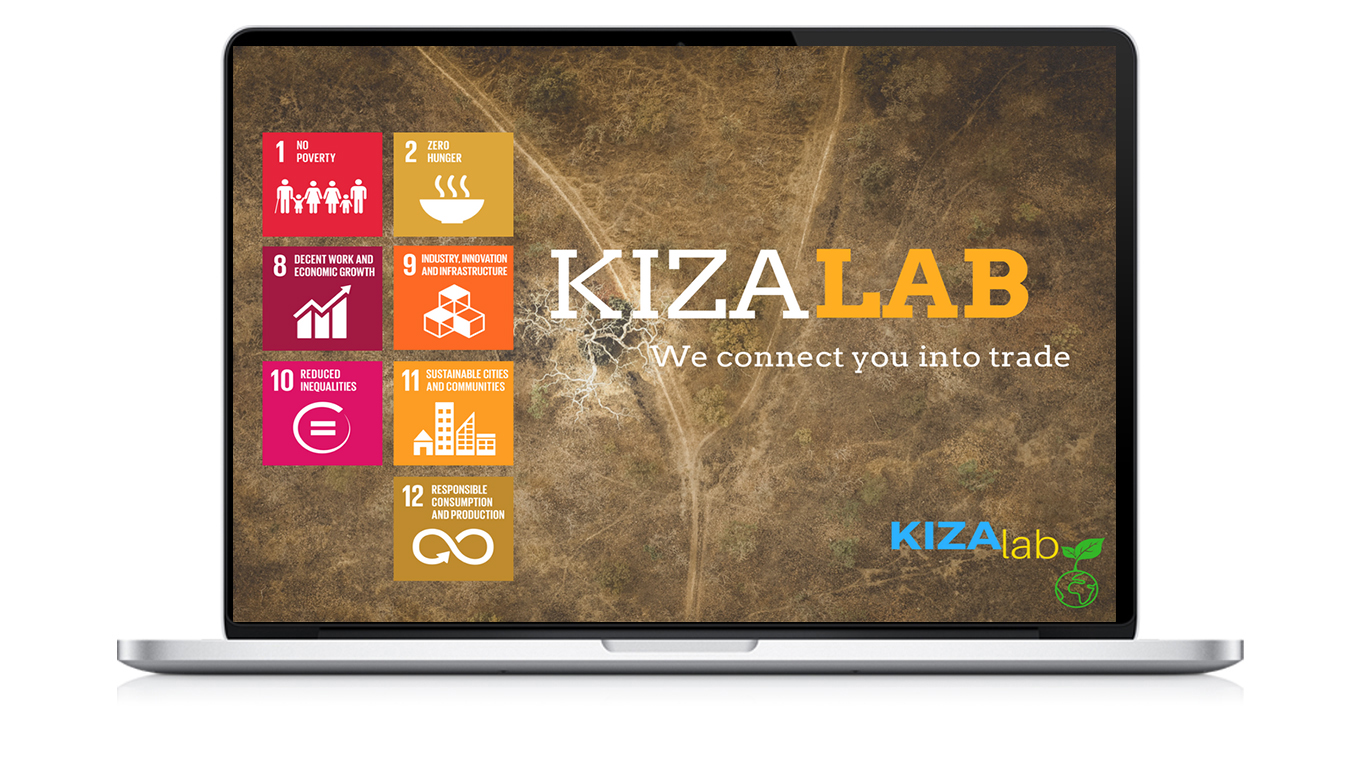 1 NO
POVERTY
2 ZERO
HUNGER
8 DECENT WORK AND
ECONOMIC GROWTH
9 INDUSTRY, INNOVATION
AND INFRASTRUCTURE
10 REDUCED
INEQUALITIES
11 SUSTAINABLE CITIES
AND COMMUNITIES
12 RESPONSIBLE
CONSUMPTION
AND PRODUCTION
KIZALAB
We connect you into trade
KIZAlab